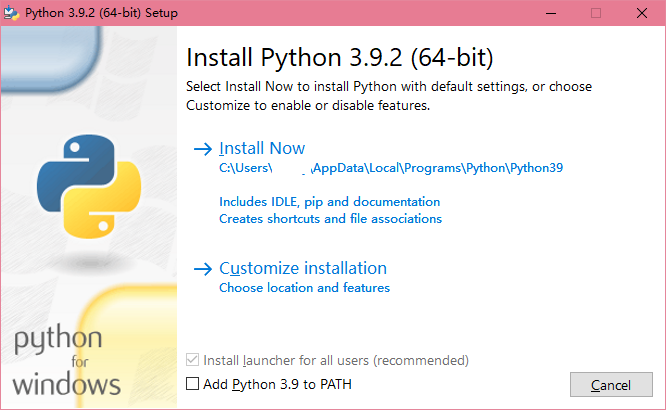 Python 3.9.2 (64-bit) Setup
Install Python 3.9.2 (64-bit)
Select Install Now to install Python with default settings, or choose
Customize to enable or disable features.
Install Now
C:\Users\ \AppData\Local\Programs\Python\Python39
Includes IDLE, pip and documentation
Creates shortcuts and file associations
Customize installation
Choose location and features
python
for
windows
Install launcher for all users (recommended)
Add Python 3.9 to PATH
Cancel